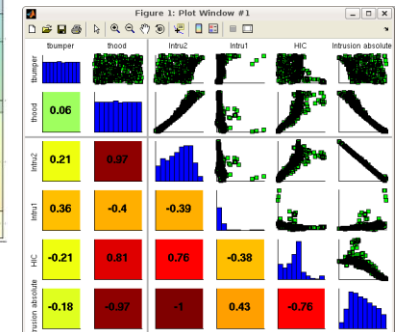 Figure 1: Plot Window #1
tbumper thood Intru2 Intru1 HIC Intrusion absolute
tbumper
thood 0.06
Intru2 0.21 0.97
Intru1 0.36 -0.4 -0.39
HIC -0.21 0.81 0.76 -0.38
absolute -0.18 -0.97 -1 0.43 -0.76